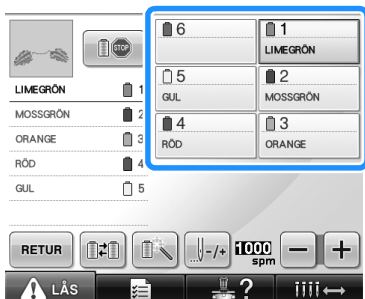 STOP
6
1
LIMEGRÖN
5
GUL
2
MOSSGRÖN
4
RÖD
3
ORANGE
LIMEGRÖN 1
MOSSGRÖN 2
ORANGE 3
RÖD 4
GUL 5
RETUR
-/+
1000
spm
− +
LÅS
?